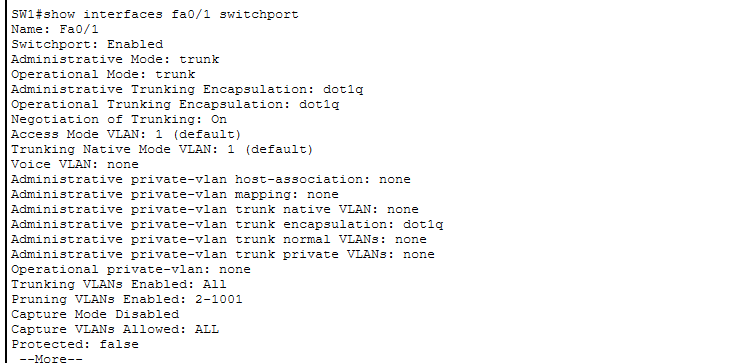 SW1#show interfaces fa0/1 switchport
Name: Fa0/1
Switchport: Enabled
Administrative Mode: trunk
Operational Mode: trunk
Administrative Trunking Encapsulation: dot1q
Operational Trunking Encapsulation: dot1q
Negotiation of Trunking: On
Access Mode VLAN: 1 (default)
Trunking Native Mode VLAN: 1 (default)
Voice VLAN: none
Administrative private-vlan host-association: none
Administrative private-vlan mapping: none
Administrative private-vlan trunk native VLAN: none
Administrative private-vlan trunk encapsulation: dot1q
Administrative private-vlan trunk normal VLANs: none
Administrative private-vlan trunk private VLANs: none
Operational private-vlan: none
Trunking VLANs Enabled: All
Pruning VLANs Enabled: 2-1001
Capture Mode Disabled
Capture VLANs Allowed: ALL
Protected: false
--More--